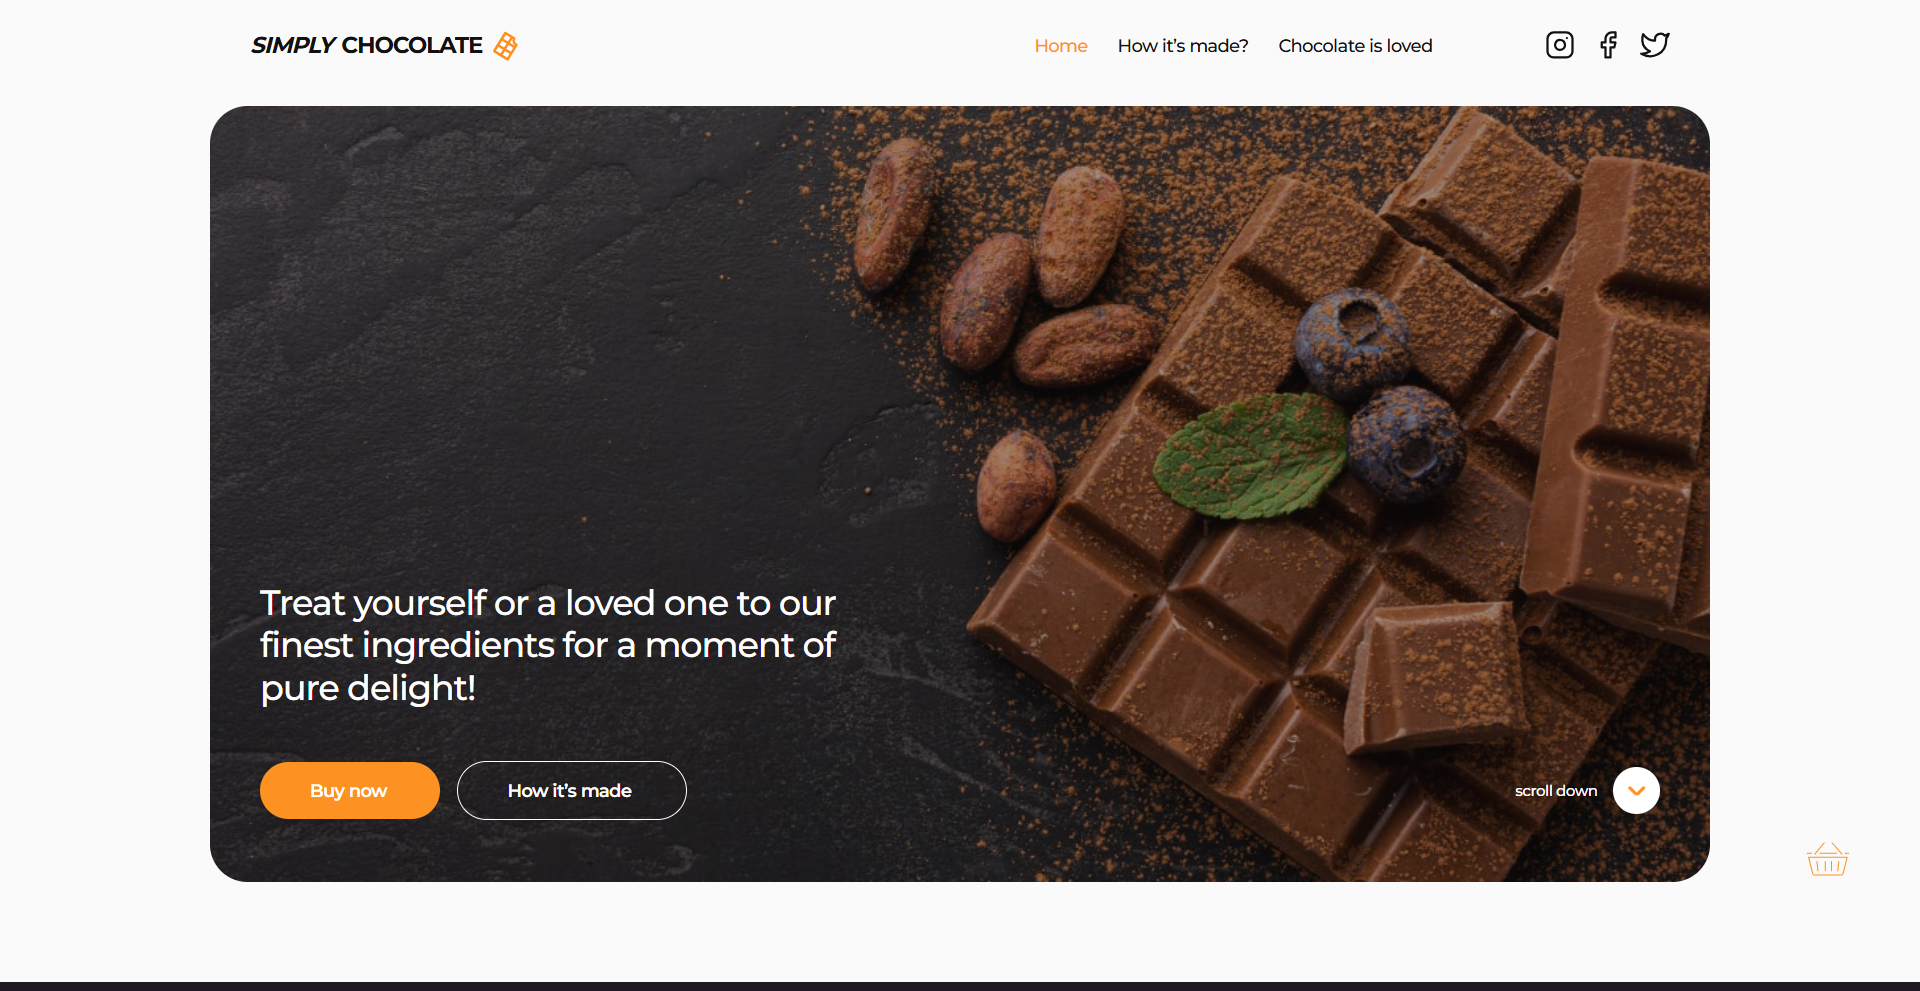 SIMPLY CHOCOLATE
Home
How it's made?
Chocolate is loved
Treat yourself or a loved one to our
finest ingredients for a moment of
pure delight!
Buy now
How it's made
scroll down